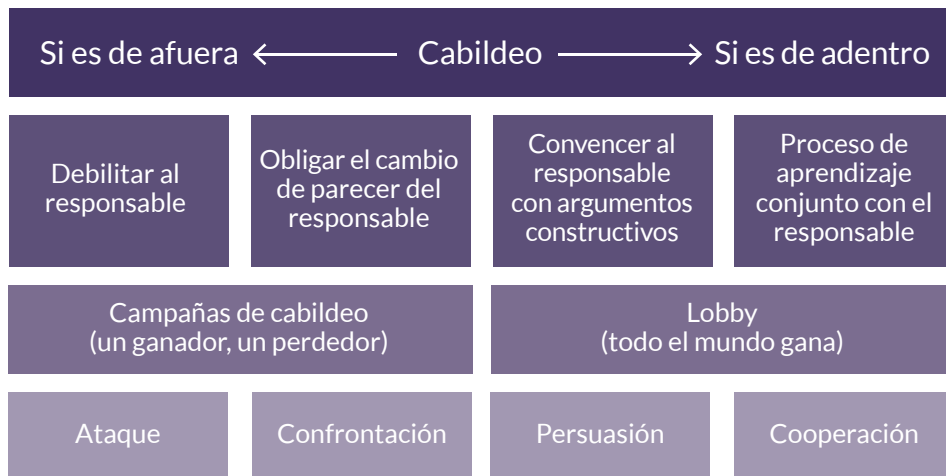 Si es de afuera ← Cabildeo → Si es de adentro
Debilitar al
responsable
Obligar el cambio
de parecer del
responsable
Convencer al
responsable
con argumentos
constructivos
Proceso de
aprendizaje
conjunto con el
responsable
Campañas de cabildeo
(un ganador, un perdedor)
Lobby
(todo el mundo gana)
Ataque
Confrontación
Persuasión
Cooperación